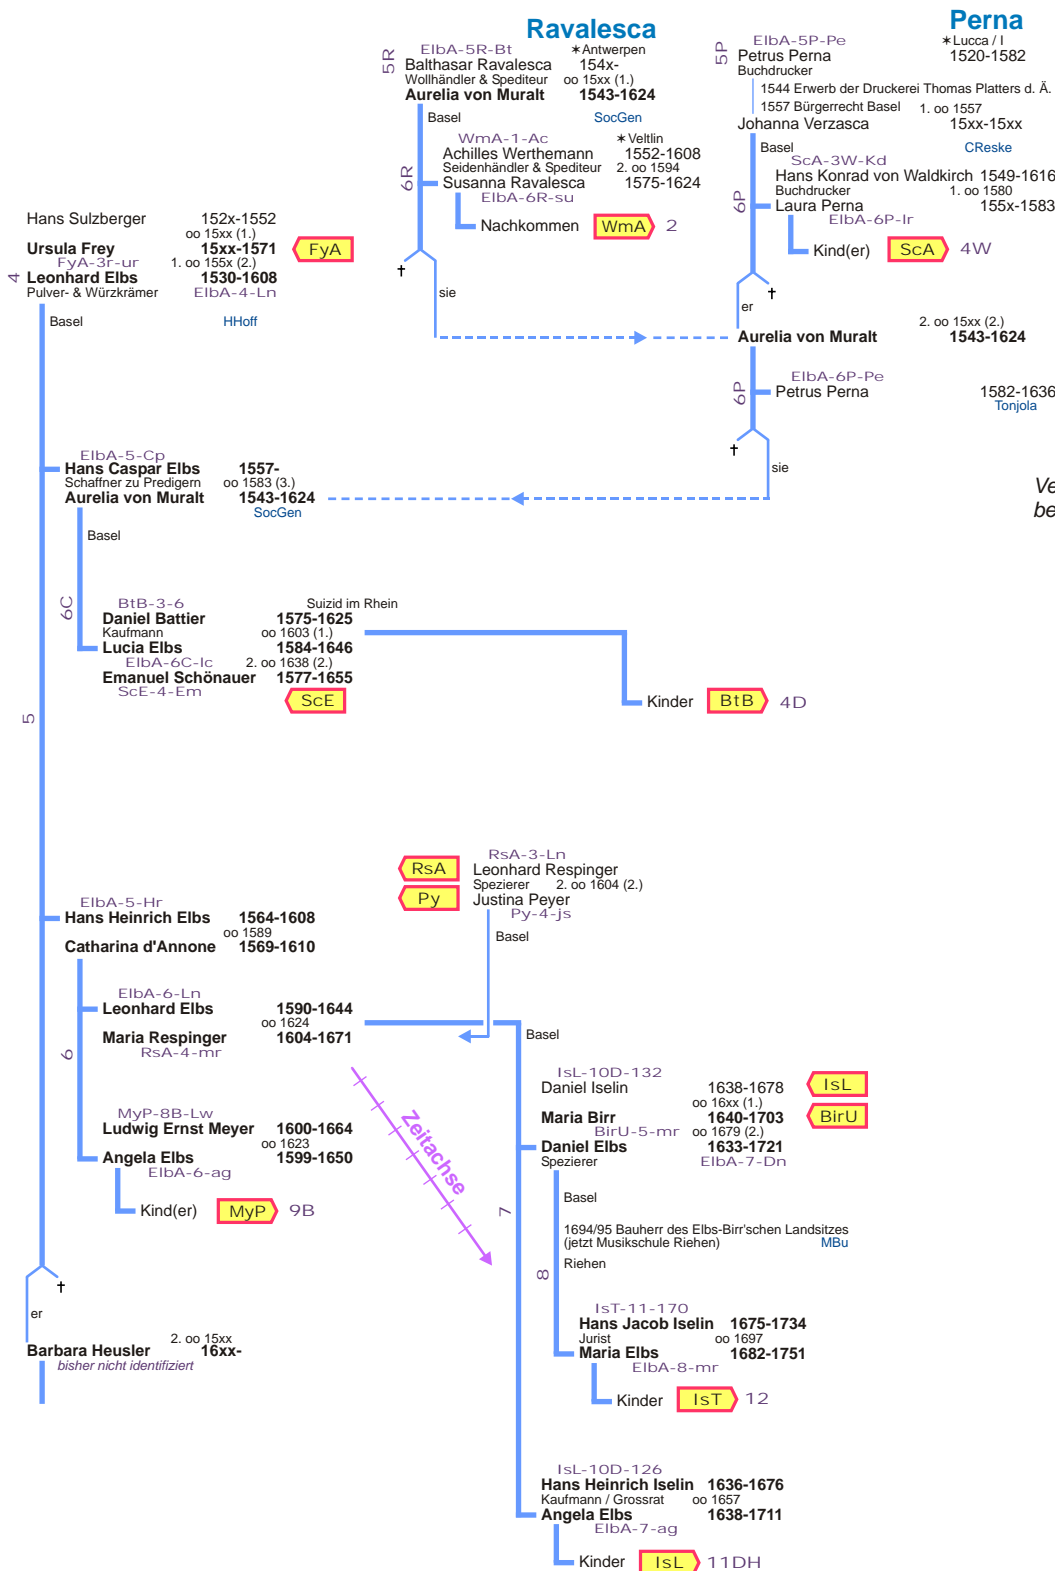 Ravalesca
ElbA-5R-Bt
✶Antwerpen
5R
Balthasar Ravalesca 154x-
Wollhändler & Spediteur oo 15xx (1.)
Aurelia von Muralt 1543-1624
Basel
SocGen
WmA-1-Ac
✶Veltlin
Achilles Werthemann 1552-1608
Seidenhändler & Spediteur 2. oo 1594
6R
Susanna Ravalesca 1575-1624
ElbA-6R-su
Nachkommen WmA 2
†
sie
Perna
ElbA-5P-Pe
✶Lucca / I
5P
Petrus Perna 1520-1582
Buchdrucker
1544 Erwerb der Druckerei Thomas Platters d. Ä.
1557 Bürgerrecht Basel 1. oo 1557
Johanna Verzasca 15xx-15xx
Basel
CReske
ScA-3W-Kd
Hans Konrad von Waldkirch 1549-1616
Buchdrucker 1. oo 1580
6P
Laura Perna 155x-1583
ElbA-6P-lr
Kind(er) ScA 4W
†
er
2. oo 15xx (2.)
Aurelia von Muralt 1543-1624
ElbA-6P-Pe
6P
Petrus Perna 1582-1636
Tonjola
†
sie
Ve
be
Hans Sulzberger 152x-1552
oo 15xx (1.)
Ursula Frey 15xx-1571 FyA
FyA-3r-ur 1. oo 155x (2.)
4
Leonhard Elbs 1530-1608
Pulver- & Würzkrämer ElbA-4-Ln
Basel
HHoff
ElbA-5-Cp
Hans Caspar Elbs 1557-
Schaffner zu Predigern oo 1583 (3.)
Aurelia von Muralt 1543-1624
SocGen
Basel
6C
BtB-3-6
Suizid im Rhein
Daniel Battier 1575-1625
Kaufmann oo 1603 (1.)
Lucia Elbs 1584-1646
ElbA-6C-lc 2. oo 1638 (2.)
Emanuel Schönauer 1577-1655
ScE-4-Em
ScE
Kinder BtB 4D
5
RsA-3-Ln
RsA Leonhard Respinger
Spezierer 2. oo 1604 (2.)
Py Justina Peyer
Py-4-js
Basel
ElbA-5-Hr
Hans Heinrich Elbs 1564-1608
oo 1589
Catharina d'Annone 1569-1610
ElbA-6-Ln
Leonhard Elbs 1590-1644
oo 1624
Maria Respinger 1604-1671
RsA-4-mr
6
Basel
MyP-8B-Lw
Ludwig Ernst Meyer 1600-1664
oo 1623
Angela Elbs 1599-1650
ElbA-6-ag
Kind(er) MyP 9B
Zeitachse
7
IsL-10D-132
Daniel Iselin 1638-1678 IsL
oo 16xx (1.)
Maria Birr 1640-1703 BirU
BirU-5-mr oo 1679 (2.)
Daniel Elbs 1633-1721
Spezierer ElbA-7-Dn
Basel
1694/95 Bauherr des Elbs-Birr'schen Landsitzes
(jetzt Musikschule Riehen) MBu
Riehen
8
IsT-11-170
Hans Jacob Iselin 1675-1734
Jurist oo 1697
Maria Elbs 1682-1751
ElbA-8-mr
Kinder IsT 12
†
er
2. oo 15xx
Barbara Heusler 16xx-
bisher nicht identifiziert
IsL-10D-126
Hans Heinrich Iselin 1636-1676
Kaufmann / Grossrat oo 1657
Angela Elbs 1638-1711
ElbA-7-ag
Kinder IsL 11DH